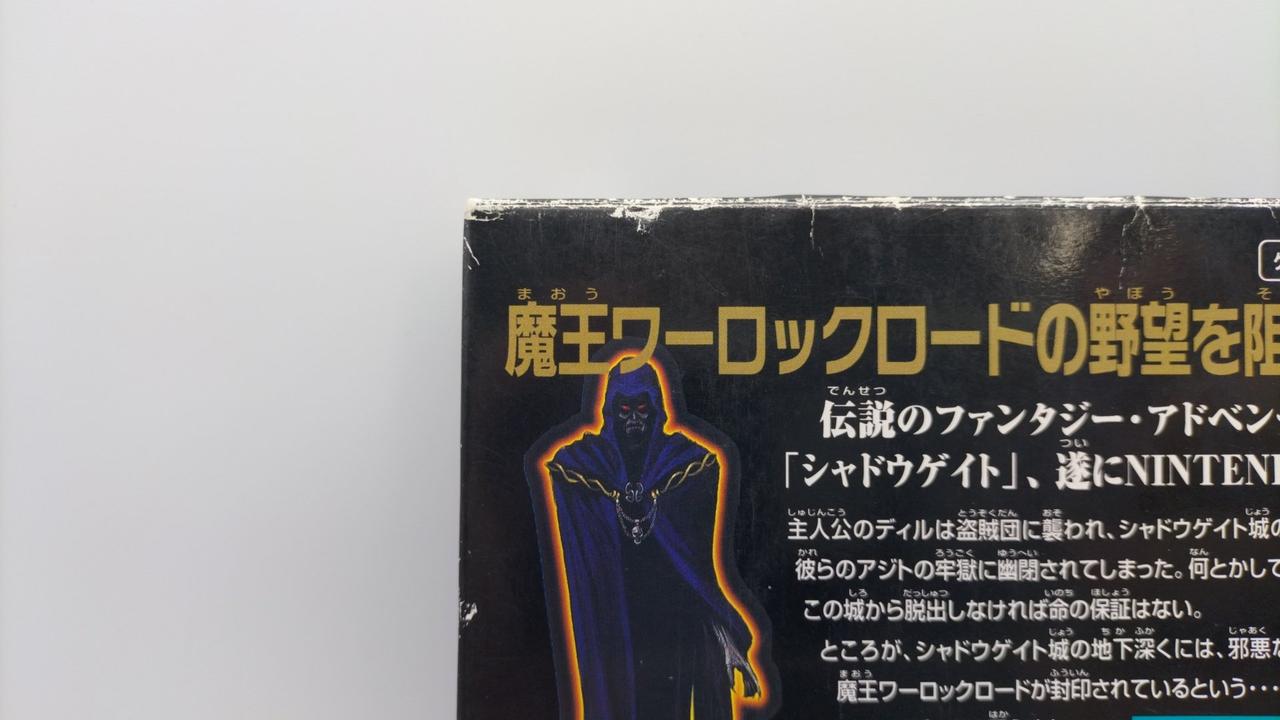 魔王ワーロックロードの野望を阻
伝説のファンタジー・アドベン
「シャドウゲイト」、遂にNINTEN
主人公のディルは盗賊団に襲われ、シャドウゲイト城の
彼らのアジトの牢獄に幽閉されてしまった。何とかして
この城から脱出しなければ命の保証はない。
ところが、シャドウゲイト城の地下深くには、邪悪な
魔王ワーロックロードが封印されているという・・・